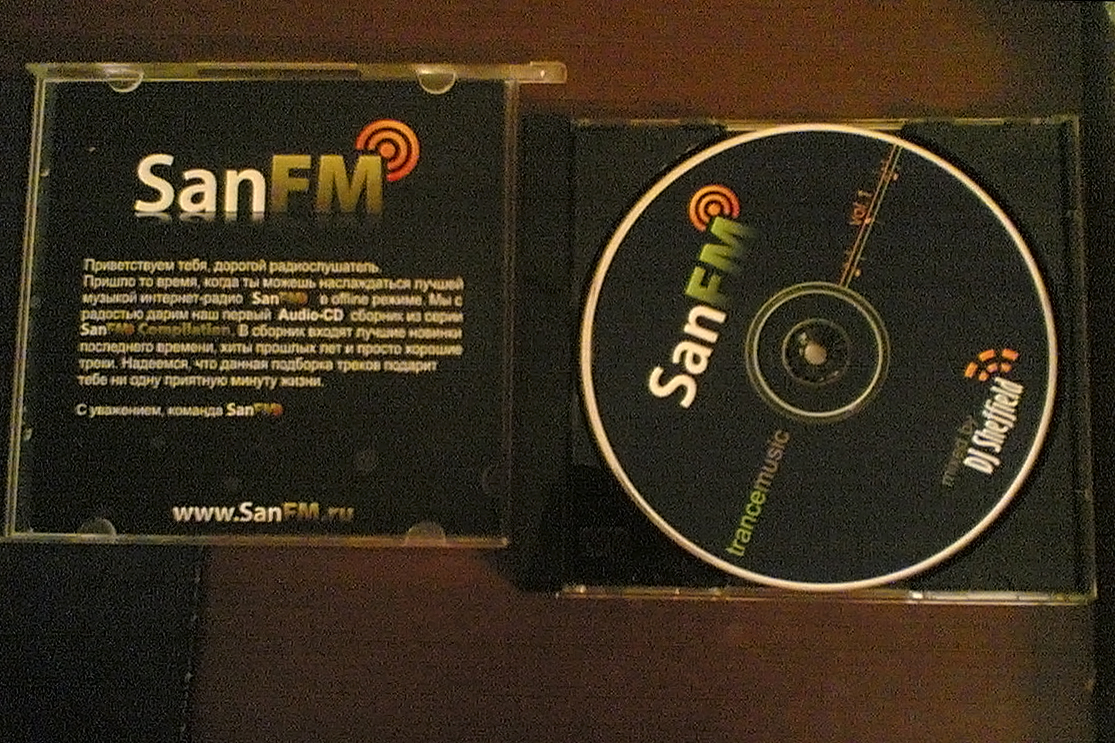 SanFM
Приветствуем тебя, дорогой радиослушатель.
Пришло то время, когда ты можешь наслаждаться лучшей
музыкой интернет-радио SanFM в offline режиме. Мы с
радостью дарим наш первый Audio-CD сборник из серии
SanFM Compilation. В сборник входят лучшие новинки
последнего времени, хиты прошлых лет и просто хорошие
треки. Надеемся, что данная подборка треков подарит
тебе ни одну приятную минуту жизни.
С уважением, команда SanFM
www.SanFM.ru
SanFM
vol.1
trancemusic
mixed by
DJ Sheffield